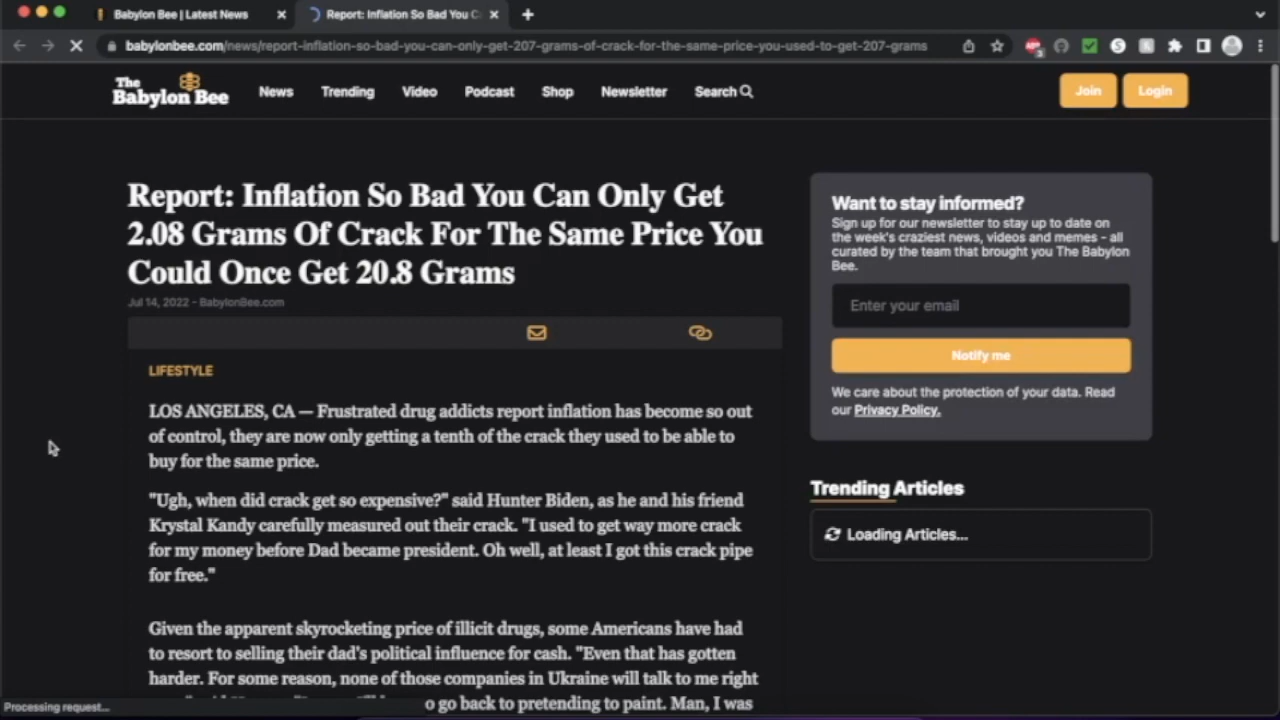 Babylon Bee | Latest News
Report: Inflation So Bad You C
babylonbee.com/news/report-inflation-so-bad-you-can-only-get-207-grams-of-crack-for-the-same-price-you-used-to-get-207-grams
The
Babylon Bee
News
Trending
Video
Podcast
Shop
Newsletter
Search
Join
Login
Report: Inflation So Bad You Can Only Get
2.08 Grams Of Crack For The Same Price You
Could Once Get 20.8 Grams
Jul 14, 2022 - BabylonBee.com
LIFESTYLE
LOS ANGELES, CA — Frustrated drug addicts report inflation has become so out
of control, they are now only getting a tenth of the crack they used to be able to
buy for the same price.
"Ugh, when did crack get so expensive?" said Hunter Biden, as he and his friend
Krystal Kandy carefully measured out their crack. "I used to get way more crack
for my money before Dad became president. Oh well, at least I got this crack pipe
for free."
Given the apparent skyrocketing price of illicit drugs, some Americans have had
to resort to selling their dad's political influence for cash. "Even that has gotten
harder. For some reason, none of those companies in Ukraine will talk to me right
o go back to pretending to paint. Man, I was
Want to stay informed?
Sign up for our newsletter to stay up to date on
the week's craziest news, videos and memes - all
curated by the team that brought you The Babylon
Bee.
Enter your email
Notify me
We care about the protection of your data. Read
our Privacy Policy.
Trending Articles
Loading Articles...
Processing request...